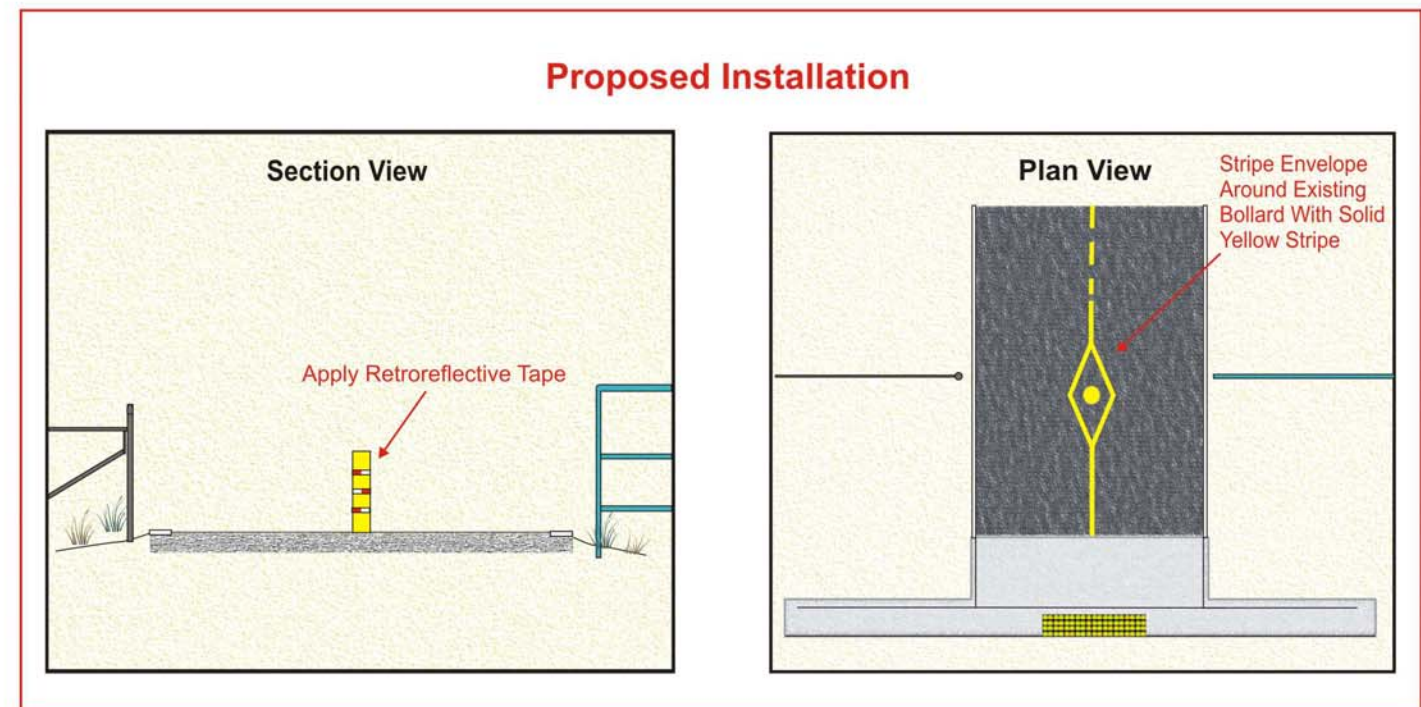 Proposed Installation
Section View
Apply Retroreflective Tape
Plan View
Stripe Envelope
Around Existing
Bollard With Solid
Yellow Stripe